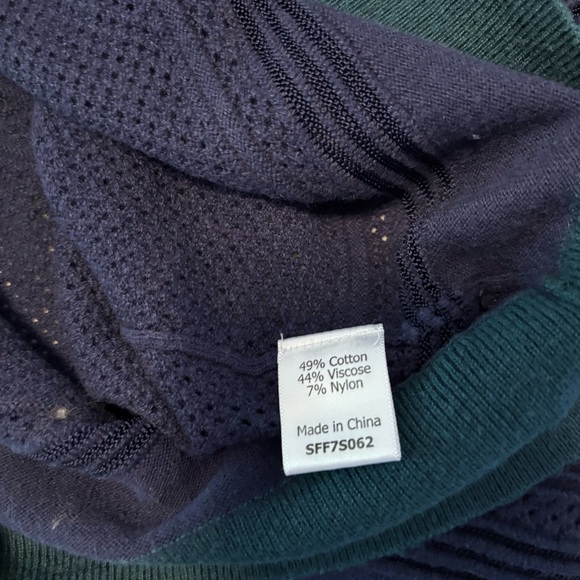 49% Cotton
44% Viscose
7% Nylon
Made in China
SFF7S062